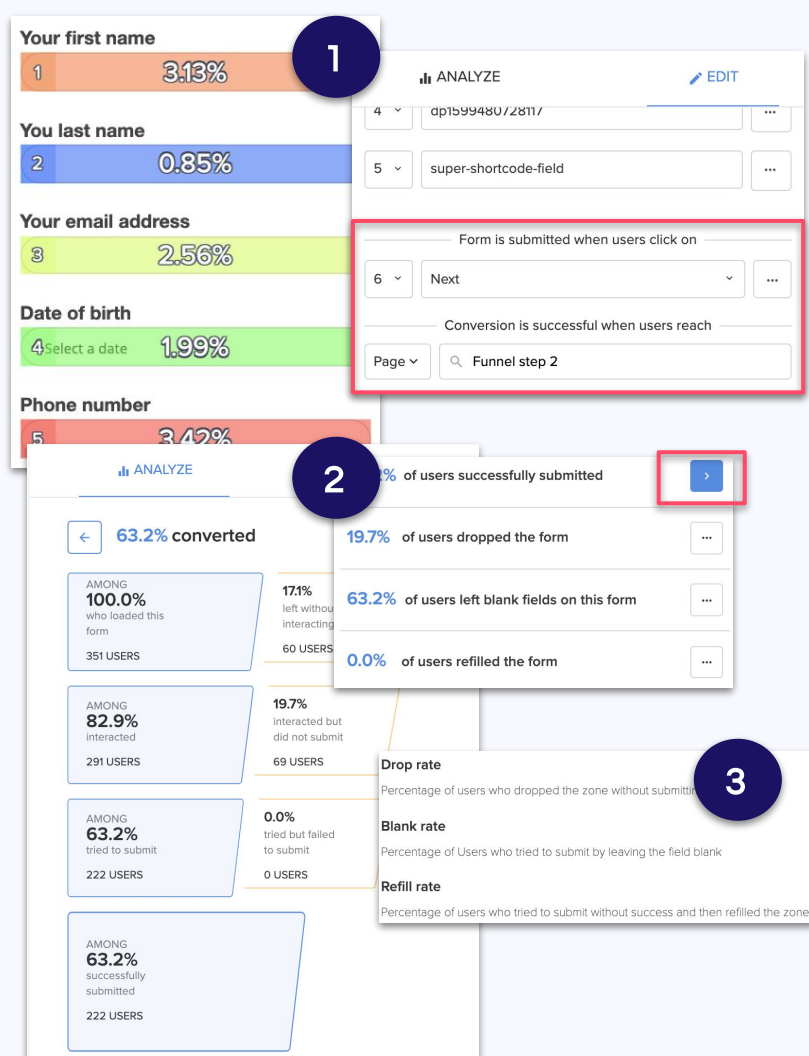 Your first name
1 3.13%
You last name
2 0.85%
Your email address
3 2.56%
Date of birth
4 Select a date 1.99%
Phone number
5 3.42%
1
ANALYZE EDIT
4 dp1599480728117 ...
5 super-shortcode-field ...
Form is submitted when users click on
6 Next ...
Conversion is successful when users reach
Page Funnel step 2
ANALYZE
63.2% converted
AMONG
100.0%
who loaded this
form
351 USERS
17.1%
left
interacting
60 USERS
AMONG
82.9%
interacted
291 USERS
19.7%
interacted but
did not submit
69 USERS
AMONG
63.2%
tried to submit
222 USERS
0.0%
tried but failed
to submit
0 USERS
AMONG
63.2%
successfully
submitted
222 USERS
2
% of users successfully submitted
19.7% of users dropped the form ...
63.2% of users left blank fields on this form ...
0.0% of users refilled the form ...
3
Drop rate
Percentage of users who dropped the zone without
Blank rate
Percentage of Users who tried to submit by leaving the field blank
Refill rate
Percentage of users who tried to submit without success and then refilled the zone